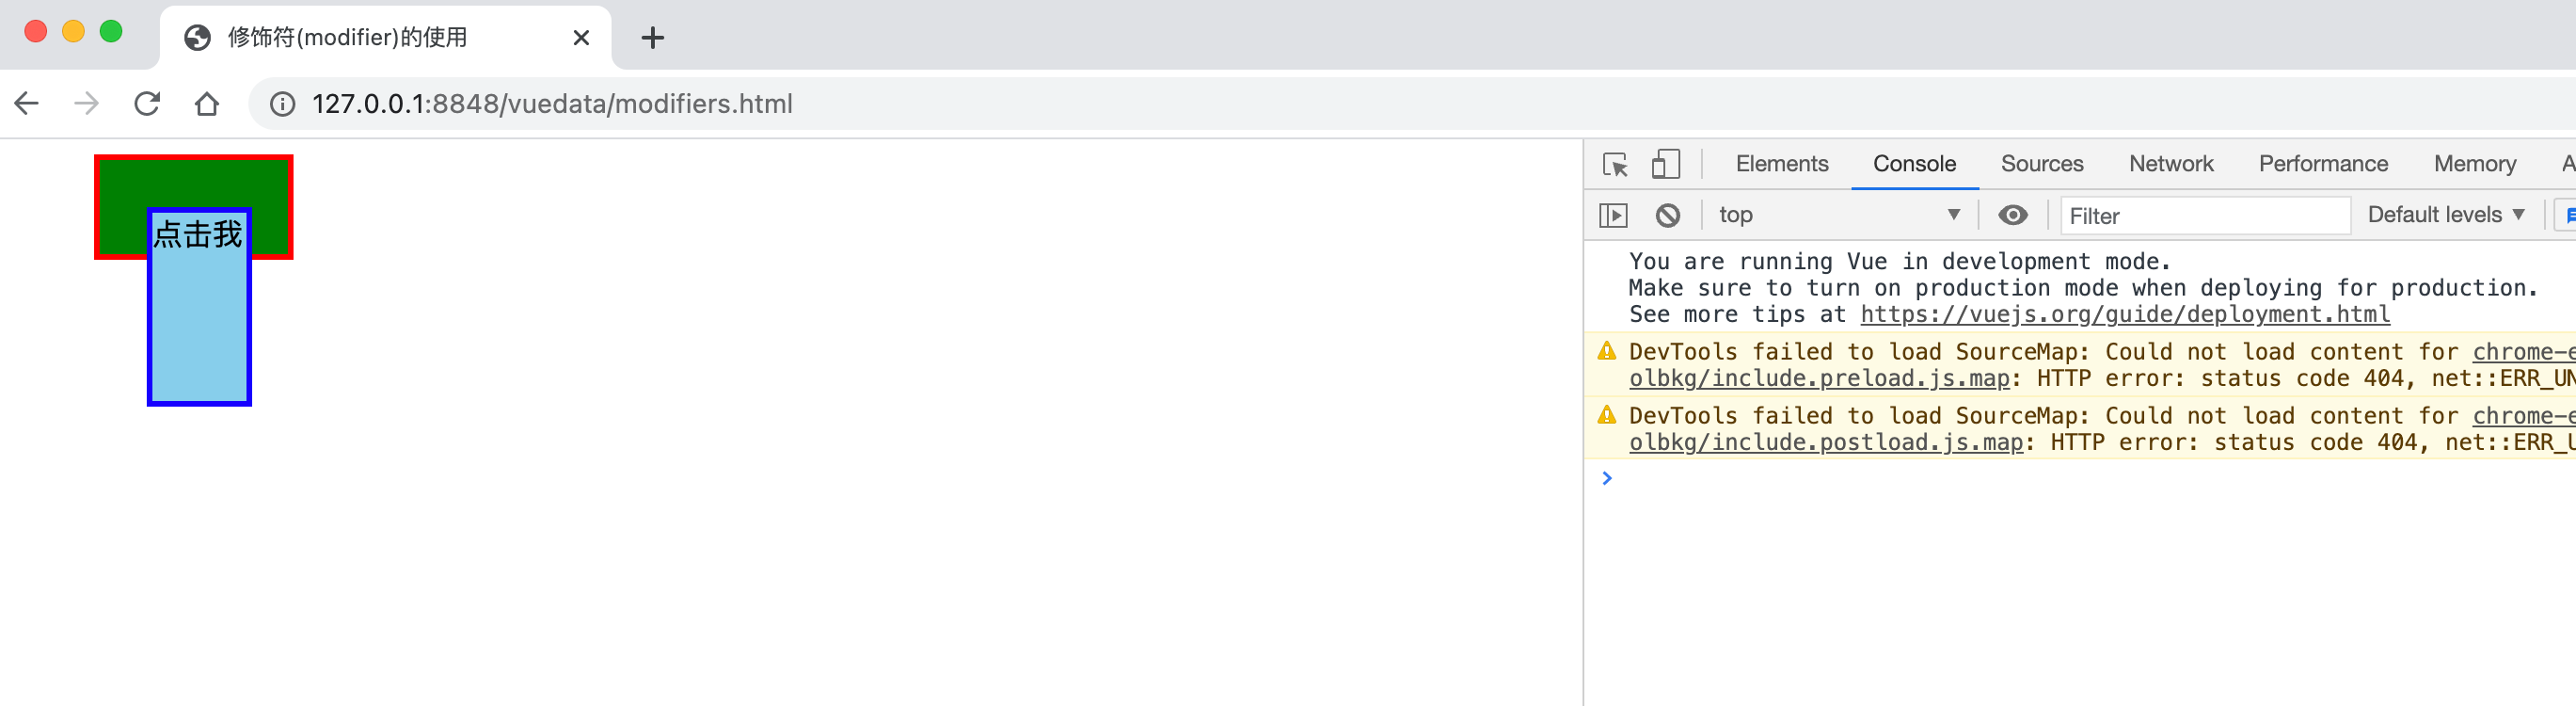 修饰符(modifier)的使用
127.0.0.1:8848/vuedata/modifiers.html
点击我
Elements Console Sources Network Performance Memory A
top Filter Default levels
You are running Vue in development mode.
Make sure to turn on production mode when deploying for production.
See more tips at https://vuejs.org/guide/deployment.html
DevTools failed to load SourceMap: Could not load content for chrome-e
olbkg/include.preload.js.map: HTTP error: status code 404, net::ERR_UN
DevTools failed to load SourceMap: Could not load content for chrome-e
olbkg/include.postload.js.map: HTTP error: status code 404, net::ERR_U